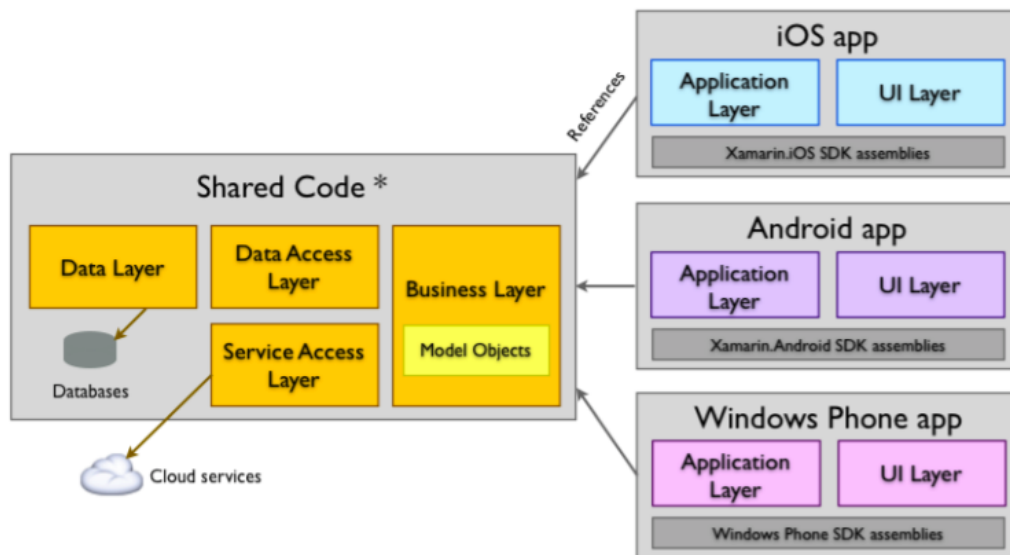 iOS app
Application
Layer
UI Layer
Xamarin.iOS SDK assemblies
References
Shared Code *
Data Layer
Data Access
Layer
Business Layer
Model Objects
Service Access
Layer
Databases
Cloud services
Android app
Application
Layer
UI Layer
Xamarin.Android SDK assemblies
Windows Phone app
Application
Layer
UI Layer
Windows Phone SDK assemblies